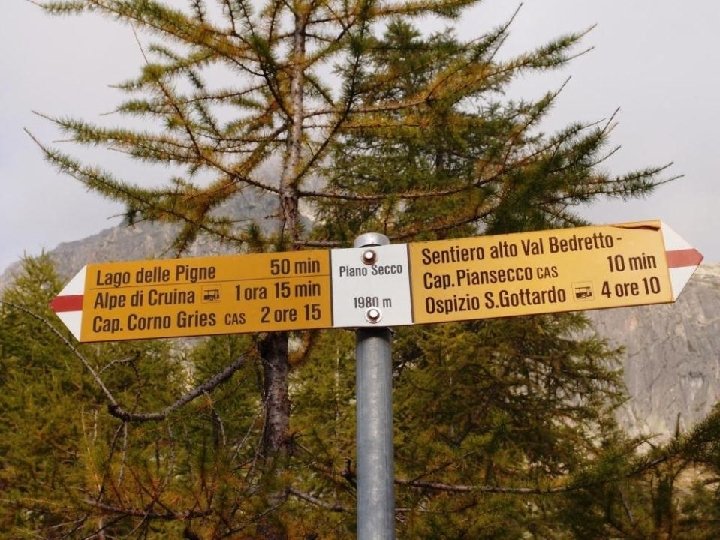 Lago delle Pigne 50 min
Alpe di Cruina 1 ora 15 min
Cap. Corno Gries CAS 2 ore 15
Piano Secco
1980 m
Sentiero alto Val Bedretto -
Cap. Piansecco CAS 10 min
Ospizio S. Gottardo 4 ore 10